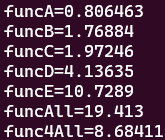 funcA=0.806463
funcB=1.76884
funcC=1.97246
funcD=4.13635
funcE=10.7289
funcAll=19.413
func4All=8.68411